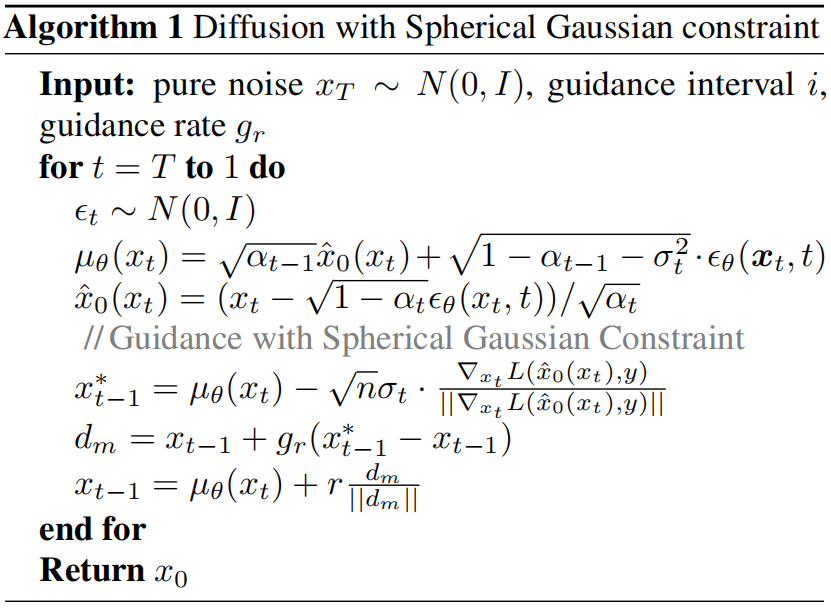 Algorithm 1 Diffusion with Spherical Gaussian constraint
Input: pure noise $x_T \sim N(0, I)$, guidance interval $i$,
guidance rate $g_r$
for $t = T$ to $1$ do
$\epsilon_t \sim N(0, I)$
$\mu_\theta(x_t) = \sqrt{\alpha_{t-1}}\hat{x}_0(x_t) + \sqrt{1 - \alpha_{t-1} - \sigma_t^2} \cdot \epsilon_\theta(\boldsymbol{x}_t, t)$
$\hat{x}_0(x_t) = (x_t - \sqrt{1 - \alpha_t}\epsilon_\theta(x_t, t))/\sqrt{\alpha_t}$
// Guidance with Spherical Gaussian Constraint
$x_{t-1}^* = \mu_\theta(x_t) - \sqrt{n}\sigma_t \cdot \frac{\nabla_{x_t} L(\hat{x}_0(x_t), y)}{||\nabla_{x_t} L(\hat{x}_0(x_t), y)||}$
$d_m = x_{t-1} + g_r(x_{t-1}^* - x_{t-1})$
$x_{t-1} = \mu_\theta(x_t) + r\frac{d_m}{||d_m||}$
end for
Return $x_0$